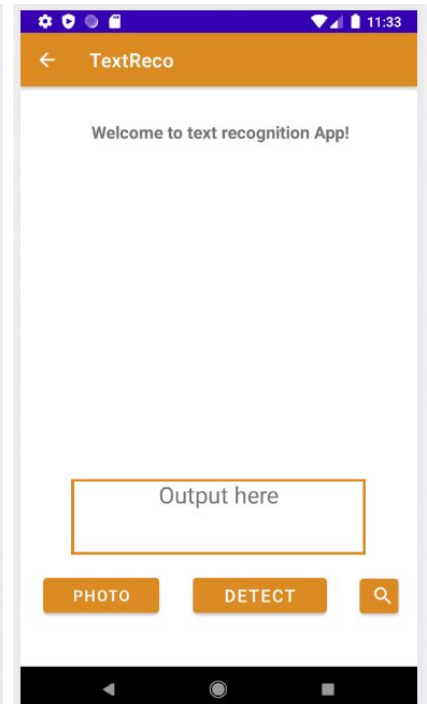 11:33
TextReco
Welcome to text recognition App!
Output here
PHOTO
DETECT